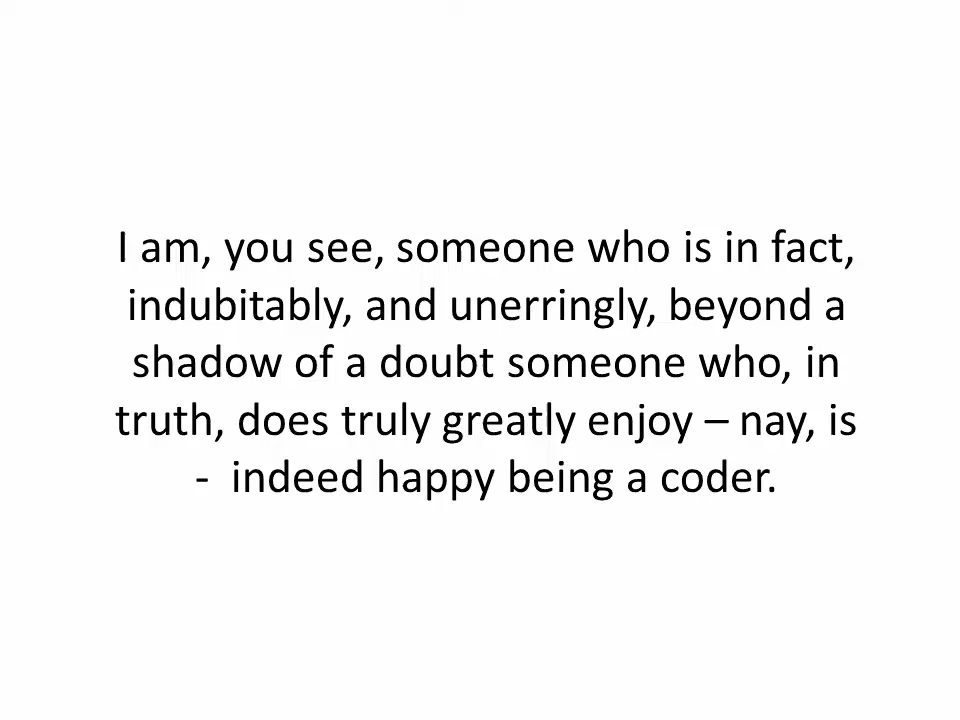 I am, you see, someone who is in fact,
indubitably, and unerringly, beyond a
shadow of a doubt someone who, in
truth, does truly greatly enjoy – nay, is
-  indeed happy being a coder.